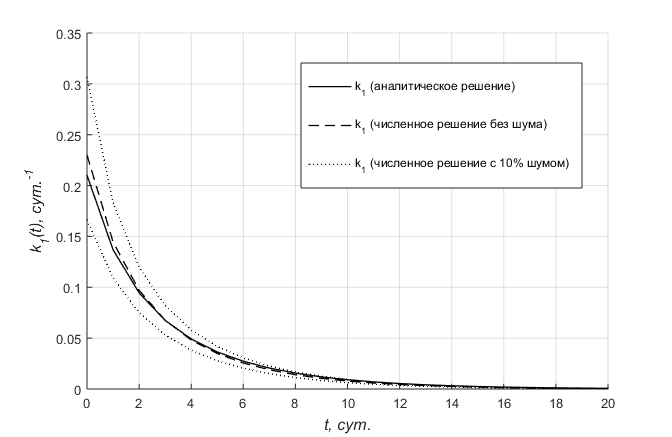 0.35
0.3
0.25
0.2
0.15
0.1
0.05
0
k1(t), сут.-1
k1 (аналитическое решение)
k1 (численное решение без шума)
k1 (численное решение с 10% шумом)
0 2 4 6 8 10 12 14 16 18 20
t, сут.